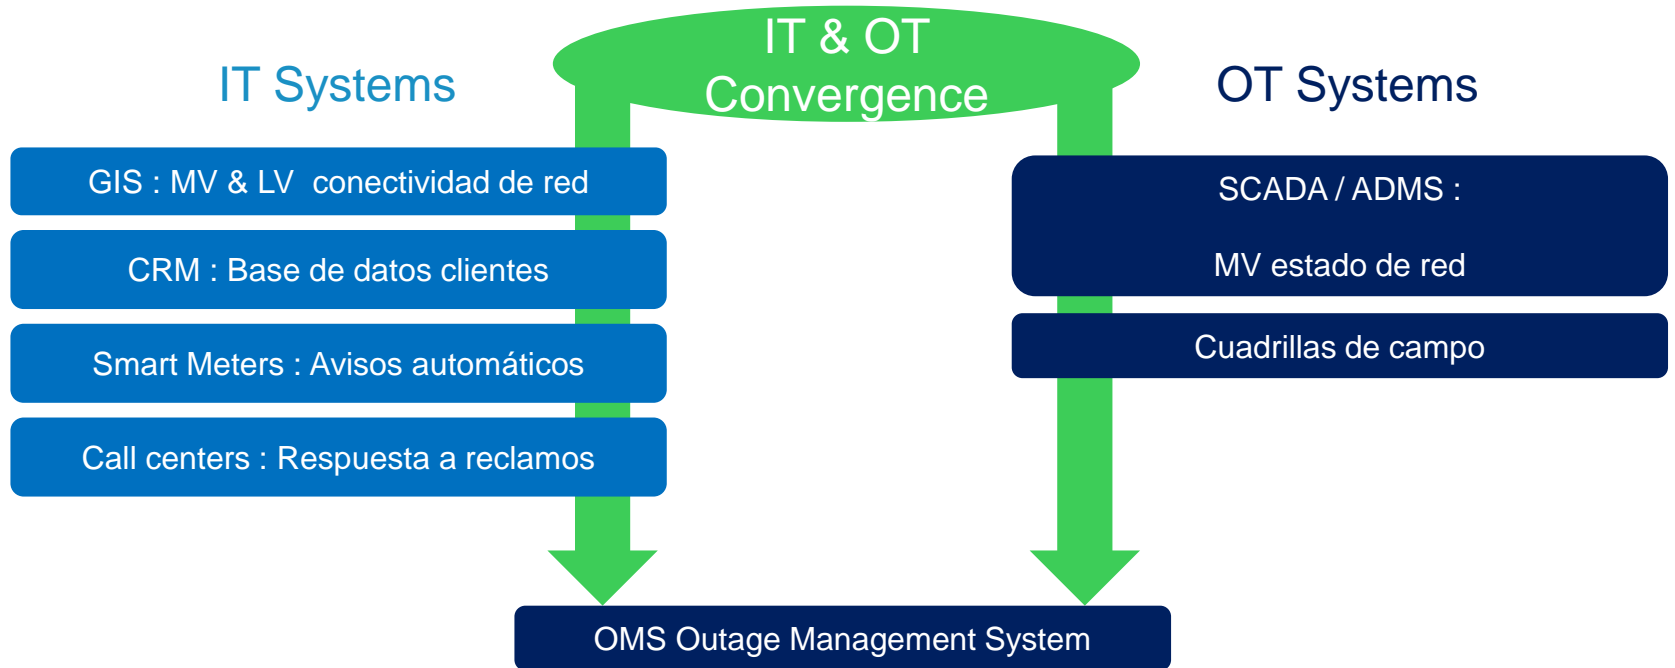 IT & OT
Convergence
IT Systems
OT Systems
GIS : MV & LV  conectividad de red
CRM : Base de datos clientes
Smart Meters : Avisos automáticos
Call centers : Respuesta a reclamos
SCADA / ADMS :
MV estado de red
Cuadrillas de campo
OMS Outage Management System